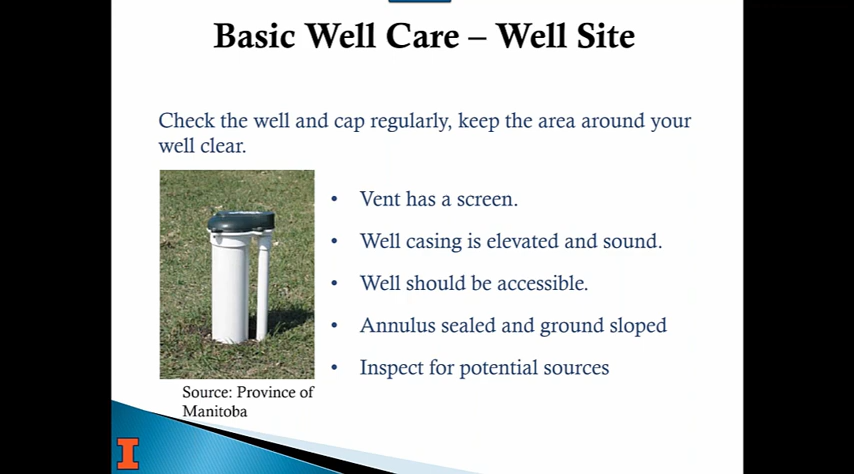 Basic Well Care – Well Site
Check the well and cap regularly, keep the area around your
well clear.
• Vent has a screen.
• Well casing is elevated and sound.
• Well should be accessible.
• Annulus sealed and ground sloped
• Inspect for potential sources
Source: Province of
Manitoba
I